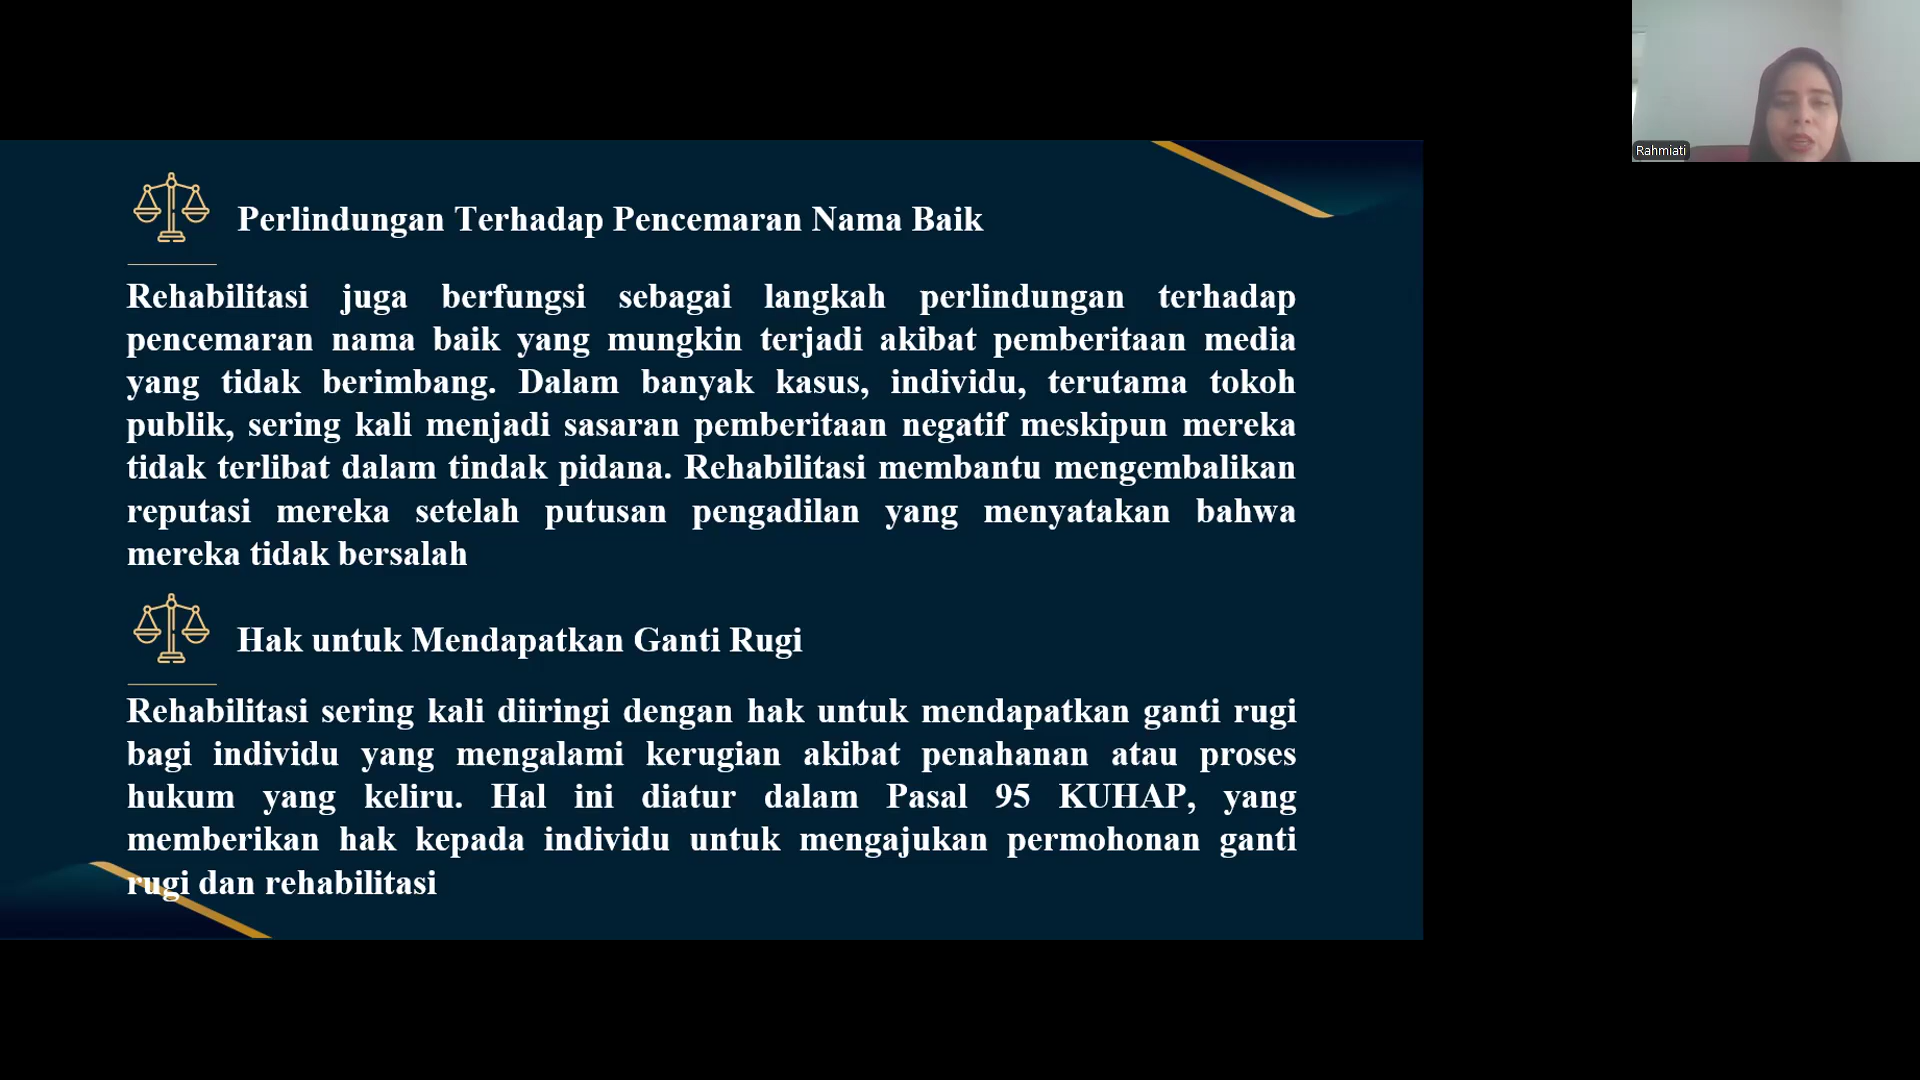 Rahmiati
Perlindungan Terhadap Pencemaran Nama Baik
Rehabilitasi juga berfungsi sebagai langkah perlindungan terhadap
pencemaran nama baik yang mungkin terjadi akibat pemberitaan media
yang tidak berimbang. Dalam banyak kasus, individu, terutama tokoh
publik, sering kali menjadi sasaran pemberitaan negatif meskipun mereka
tidak terlibat dalam tindak pidana. Rehabilitasi membantu mengembalikan
reputasi mereka setelah putusan pengadilan yang menyatakan bahwa
mereka tidak bersalah
Hak untuk Mendapatkan Ganti Rugi
Rehabilitasi sering kali diiringi dengan hak untuk mendapatkan ganti rugi
bagi individu yang mengalami kerugian akibat penahanan atau proses
hukum yang keliru. Hal ini diatur dalam Pasal 95 KUHAP, yang
memberikan hak kepada individu untuk mengajukan permohonan ganti
rugi dan rehabilitasi